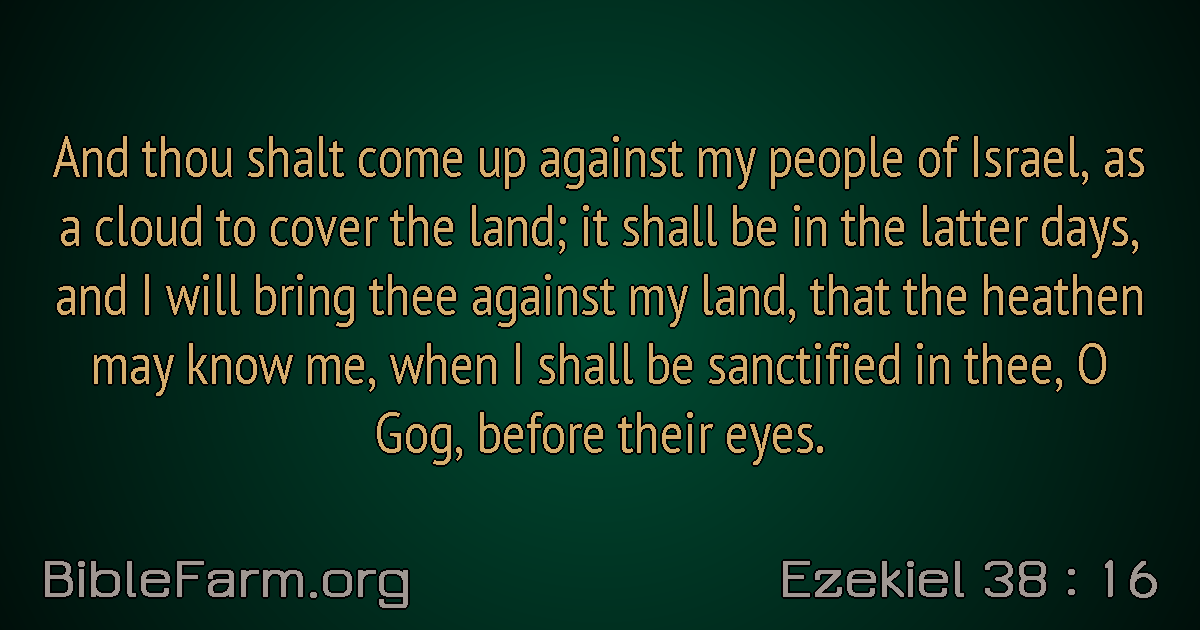 And thou shalt come up against my people of Israel, as
a cloud to cover the land; it shall be in the latter days,
and I will bring thee against my land, that the heathen
may know me, when I shall be sanctified in thee, O
Gog, before their eyes.
BibleFarm.org
Ezekiel 38 : 16